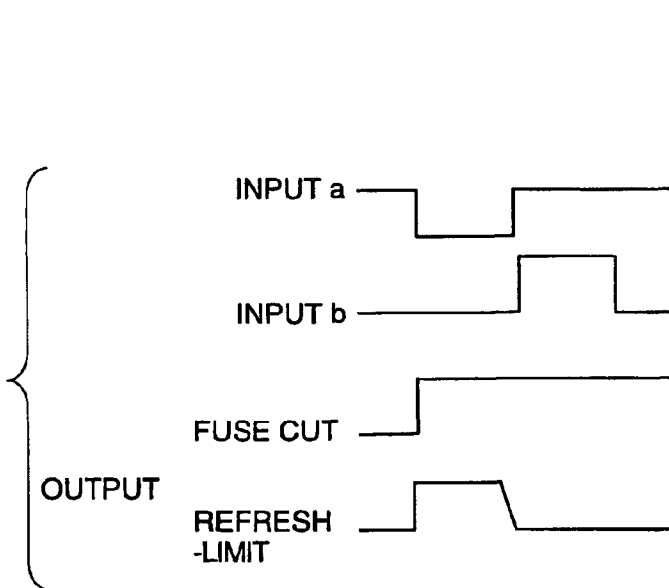 INPUT a
INPUT b
FUSE CUT
OUTPUT
REFRESH
-LIMIT